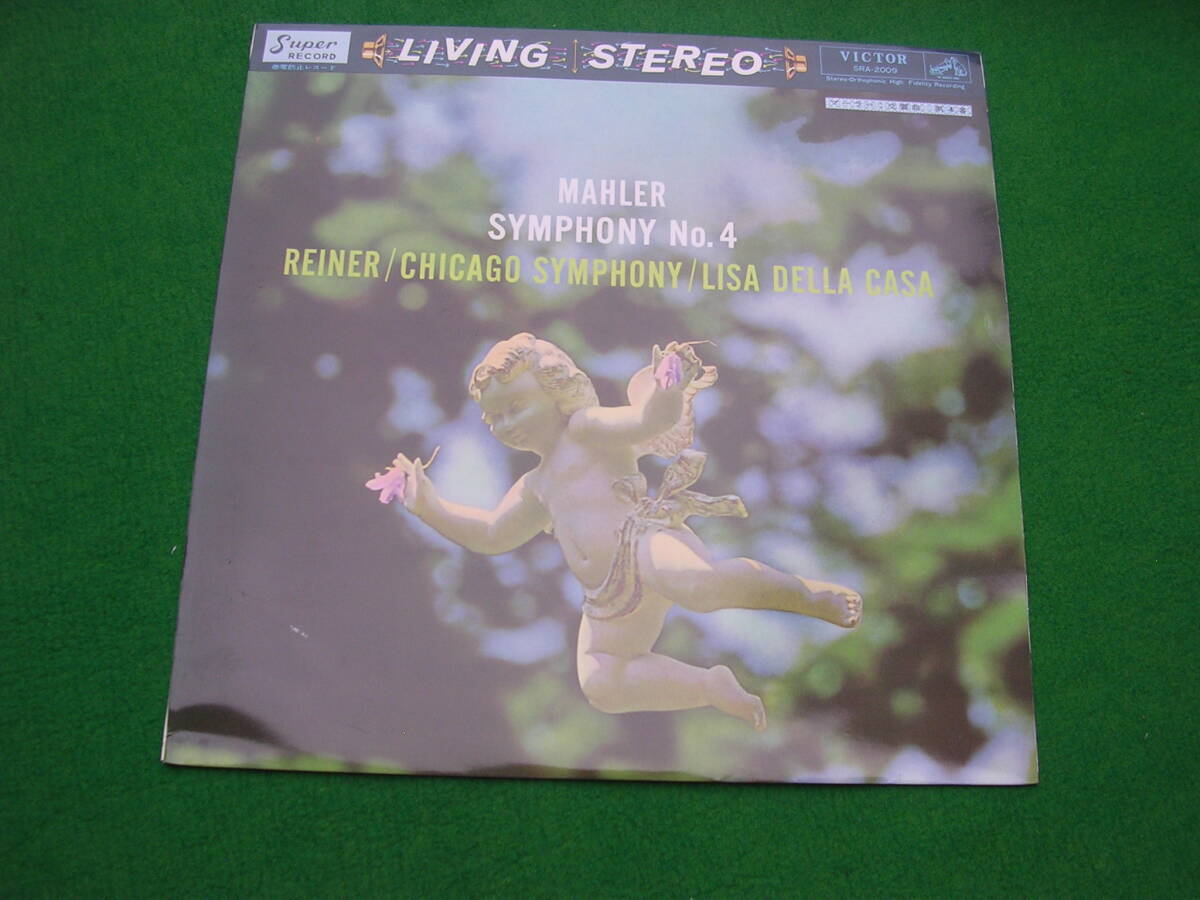 Super
RECORD
LIVING STEREO
VICTOR
SRA-2009
Stereo-Orthophonic High Fidelity Recording
MAHLER
SYMPHONY No. 4
REINER/CHICAGO SYMPHONY/LISA DELLA CASA